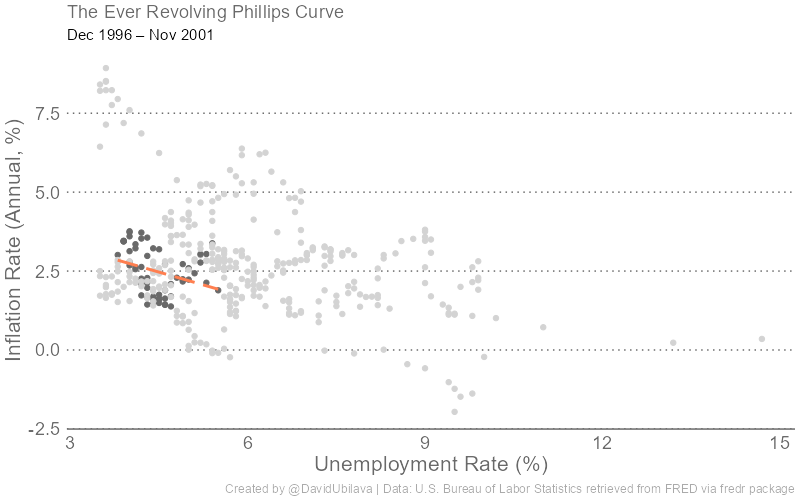 The Ever Revolving Phillips Curve
Dec 1996 – Nov 2001
Inflation Rate (Annual, %)
7.5
5.0
2.5
0.0
-2.5
3 6 9 12 15
Unemployment Rate (%)
Created by @DavidUbilava | Data: U.S. Bureau of Labor Statistics retrieved from FRED via fredr package